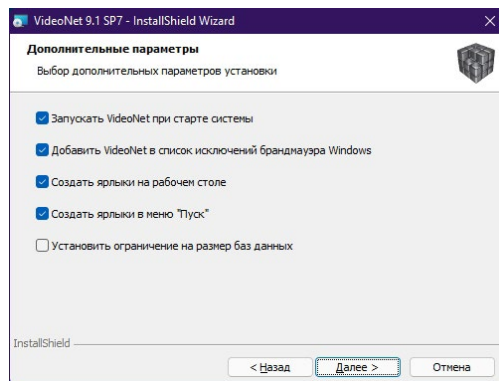 VideoNet 9.1 SP7 - InstallShield Wizard
Дополнительные параметры
Выбор дополнительных параметров установки
Запускать VideoNet при старте системы
Добавить VideoNet в список исключений брандмауэра Windows
Создать ярлыки на рабочем столе
Создать ярлыки в меню "Пуск"
Установить ограничение на размер баз данных
InstallShield
< Назад Далее > Отмена